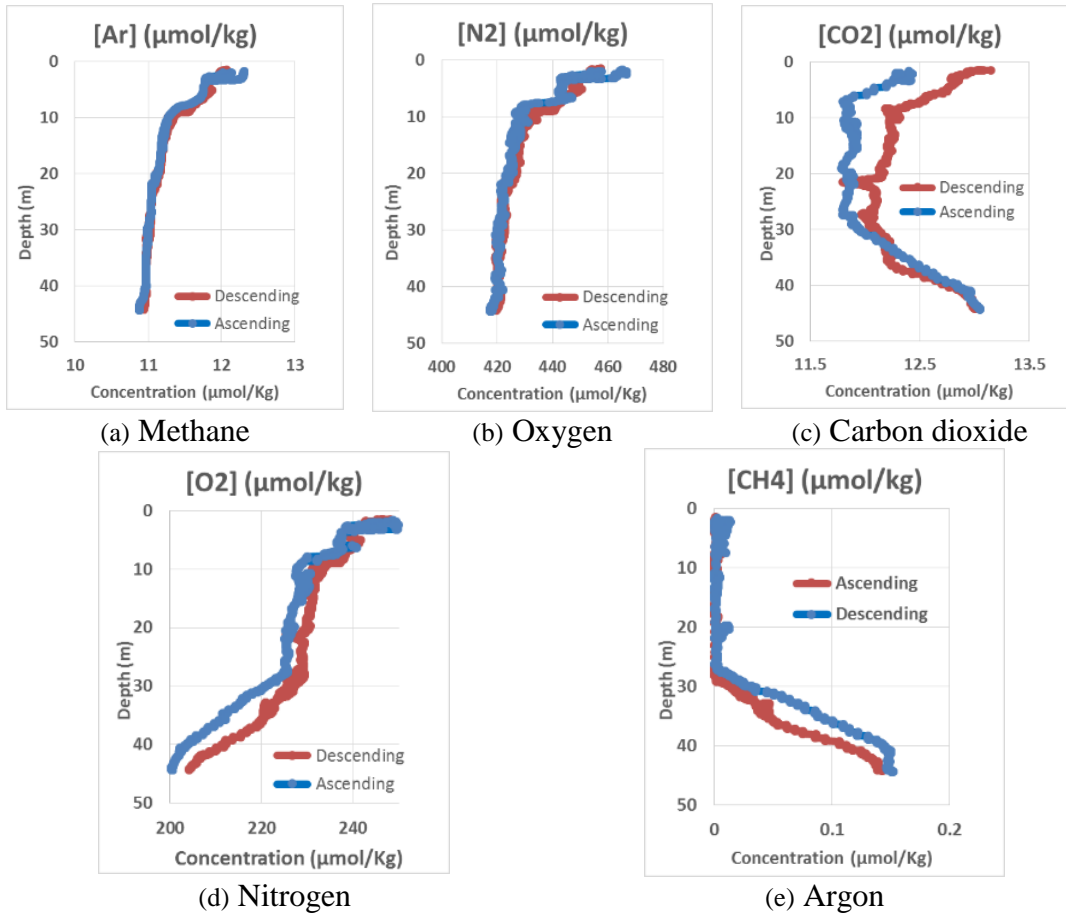 [Ar] (µmol/kg)
0
10
20
30
40
50
Depth (m)
Descending
Ascending
10 11 12 13
Concentration (µmol/Kg)
(a) Methane
[N2] (µmol/kg)
0
10
20
30
40
50
Depth (m)
Descending
Ascending
400 420 440 460 480
Concentration (µmol/Kg)
(b) Oxygen
[CO2] (µmol/kg)
0
10
20
30
40
50
Depth (m)
Descending
Ascending
11.5 12.5 13.5
Concentration (µmol/Kg)
(c) Carbon dioxide
[O2] (µmol/kg)
0
10
20
30
40
50
Depth (m)
Descending
Ascending
200 220 240
Concentration (µmol/Kg)
(d) Nitrogen
[CH4] (µmol/kg)
0
10
20
30
40
50
Depth (m)
Ascending
Descending
0 0.1 0.2
Concentration (µmol/Kg)
(e) Argon